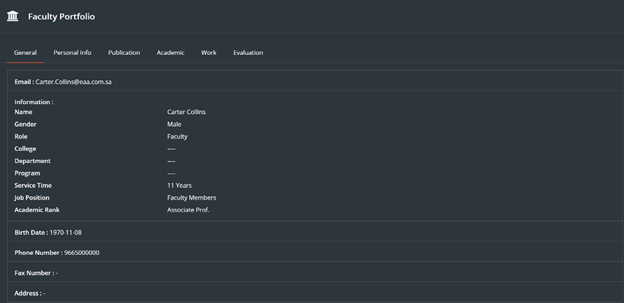 Faculty Portfolio
General Personal Info Publication Academic Work Evaluation
Email : Carter.Collins@eaa.com.sa
Information :
Name Carter Collins
Gender Male
Role Faculty
College ----
Department ----
Program ----
Service Time 11 Years
Job Position Faculty Members
Academic Rank Associate Prof.
Birth Date : 1970-11-08
Phone Number : 9665000000
Fax Number : -
Address : -